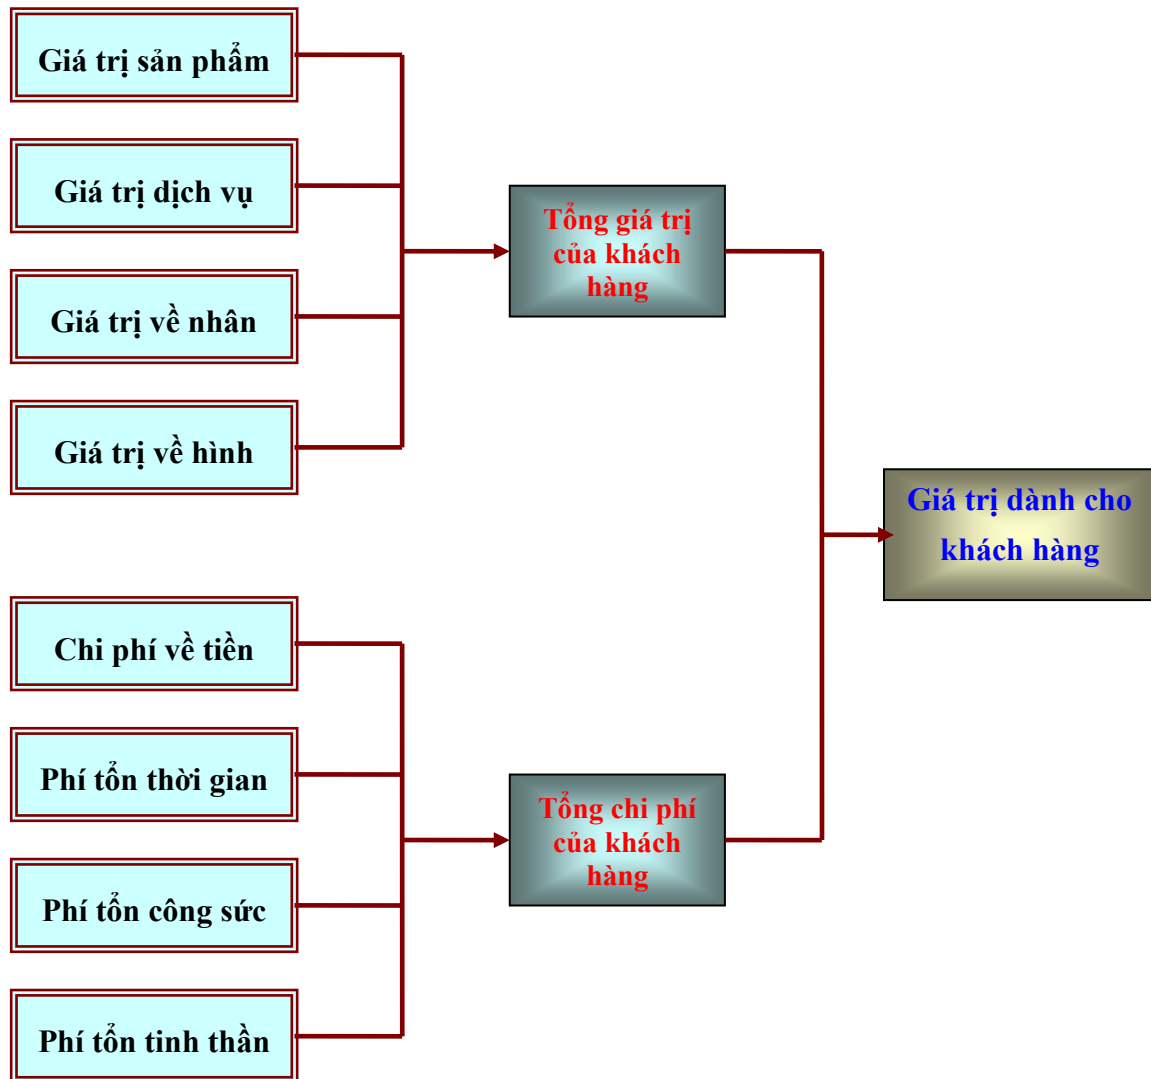 Giá trị sản phẩm
Giá trị dịch vụ
Giá trị về nhân
Giá trị về hình
Tổng giá trị
của khách
hàng
Giá trị dành cho
khách hàng
Chi phí về tiền
Phí tổn thời gian
Phí tổn công sức
Phí tổn tinh thần
Tổng chi phí
của khách
hàng